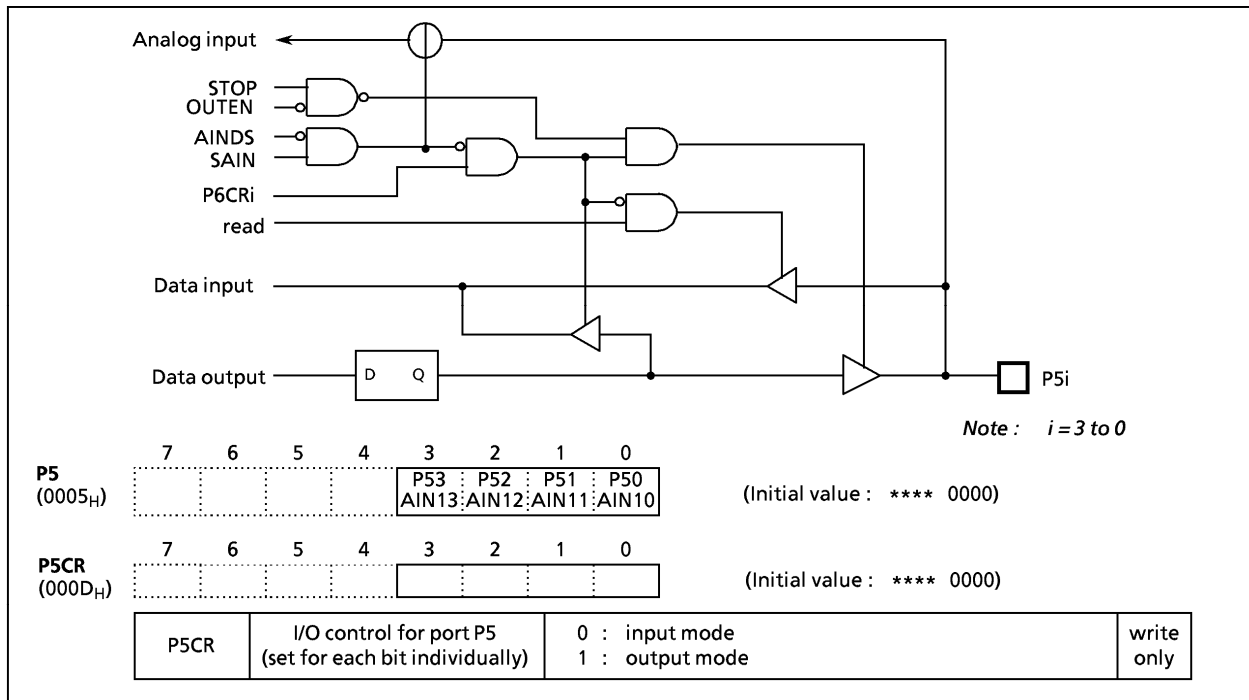 Analog input
STOP
OUTEN
AINDS
SAIN
P6CRi
read
Data input
Data output
D Q
P5i
Note : i = 3 to 0
7 6 5 4 3 2 1 0
P5
(0005H)
P53 P52 P51 P50
AIN13 AIN12 AIN11 AIN10
(Initial value : **** 0000)
7 6 5 4 3 2 1 0
P5CR
(000DH)
(Initial value : **** 0000)
P5CR
I/O control for port P5
(set for each bit individually)
0 : input mode
1 : output mode
write
only